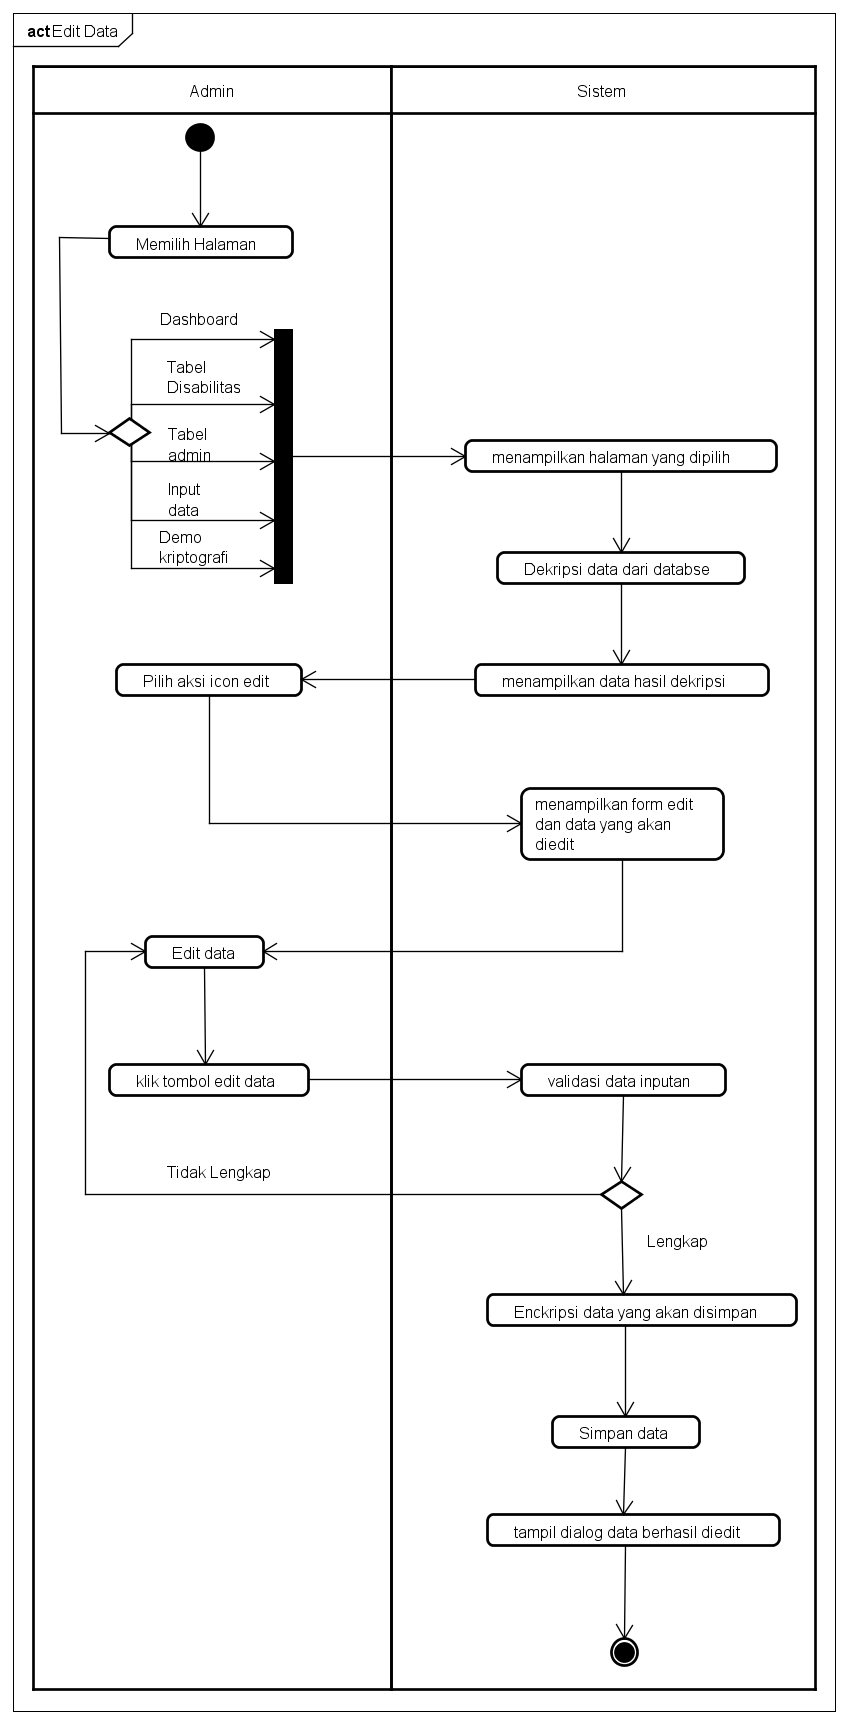 act Edit Data
Admin
Sistem
Memilih Halaman
Dashboard
Tabel
Disabilitas
Tabel
admin
Input
data
Demo
kriptografi
menampilkan halaman yang dipilih
Dekripsi data dari databse
menampilkan data hasil dekripsi
Pilih aksi icon edit
menampilkan form edit
dan data yang akan
diedit
Edit data
klik tombol edit data
validasi data inputan
Tidak Lengkap
Lengkap
Enckripsi data yang akan disimpan
Simpan data
tampil dialog data berhasil diedit